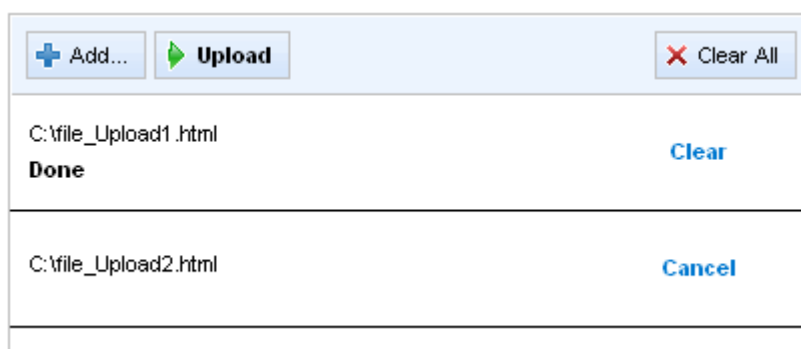 Add... Upload Clear All
C:\file_Upload1.html
Done
Clear
C:\file_Upload2.html Cancel